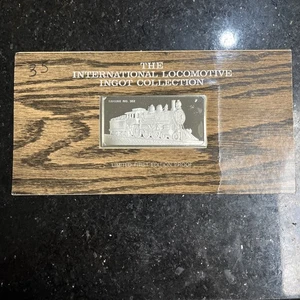 35
THE
INTERNATIONAL LOCOMOTIVE
INGOT COLLECTION
LIMITED FIRST EDITION PROOF